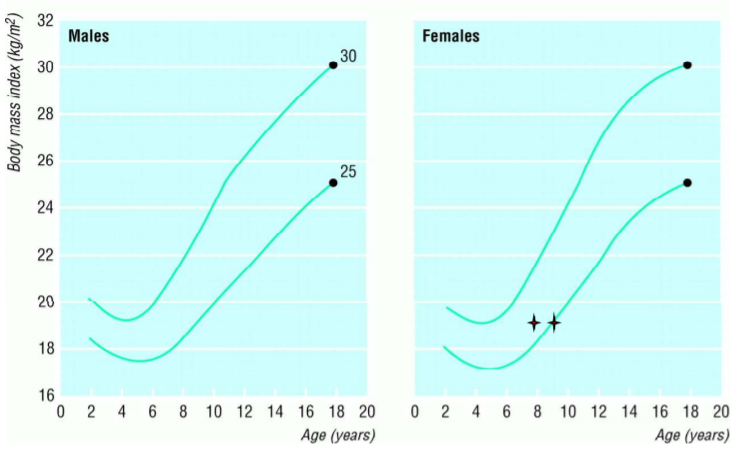 Body mass index (kg/m²)
32
30
28
26
24
22
20
18
16
Males
30
25
0 2 4 6 8 10 12 14 16 18 20
Age (years)
Females
0 2 4 6 8 10 12 14 16 18 20
Age (years)